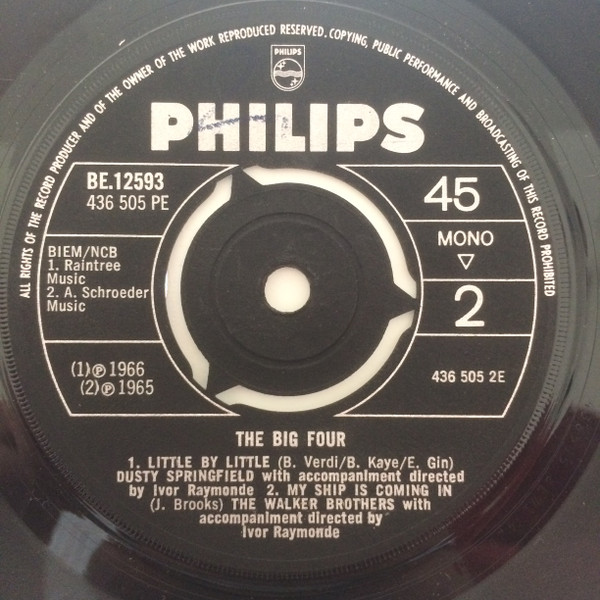 ALL RIGHTS OF THE RECORD PRODUCER AND OF THE OWNER OF THE WORK REPRODUCED RESERVED. COPYING, PUBLIC PERFORMANCE AND BROADCASTING OF THIS RECORD PROHIBITED
PHILIPS
PHILIPS
BE.12593
436 505 PE
45
BIEM/NCB
1. Raintree
Music
2. A. Schroeder
Music
MONO
2
(1)℗ 1966
(2)℗ 1965
436 505 2E
THE BIG FOUR
1. LITTLE BY LITTLE (B. Verdi/B. Kaye/E. Gin)
DUSTY SPRINGFIELD with accompaniment directed
by Ivor Raymonde 2. MY SHIP IS COMING IN
(J. Brooks) THE WALKER BROTHERS with
accompaniment directed by
Ivor Raymonde